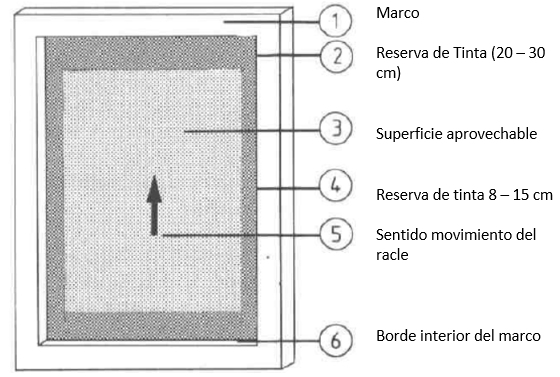 1 Marco
2 Reserva de Tinta (20 – 30
cm)
3 Superficie aprovechable
4 Reserva de tinta 8 – 15 cm
5 Sentido movimiento del
racle
6 Borde interior del marco